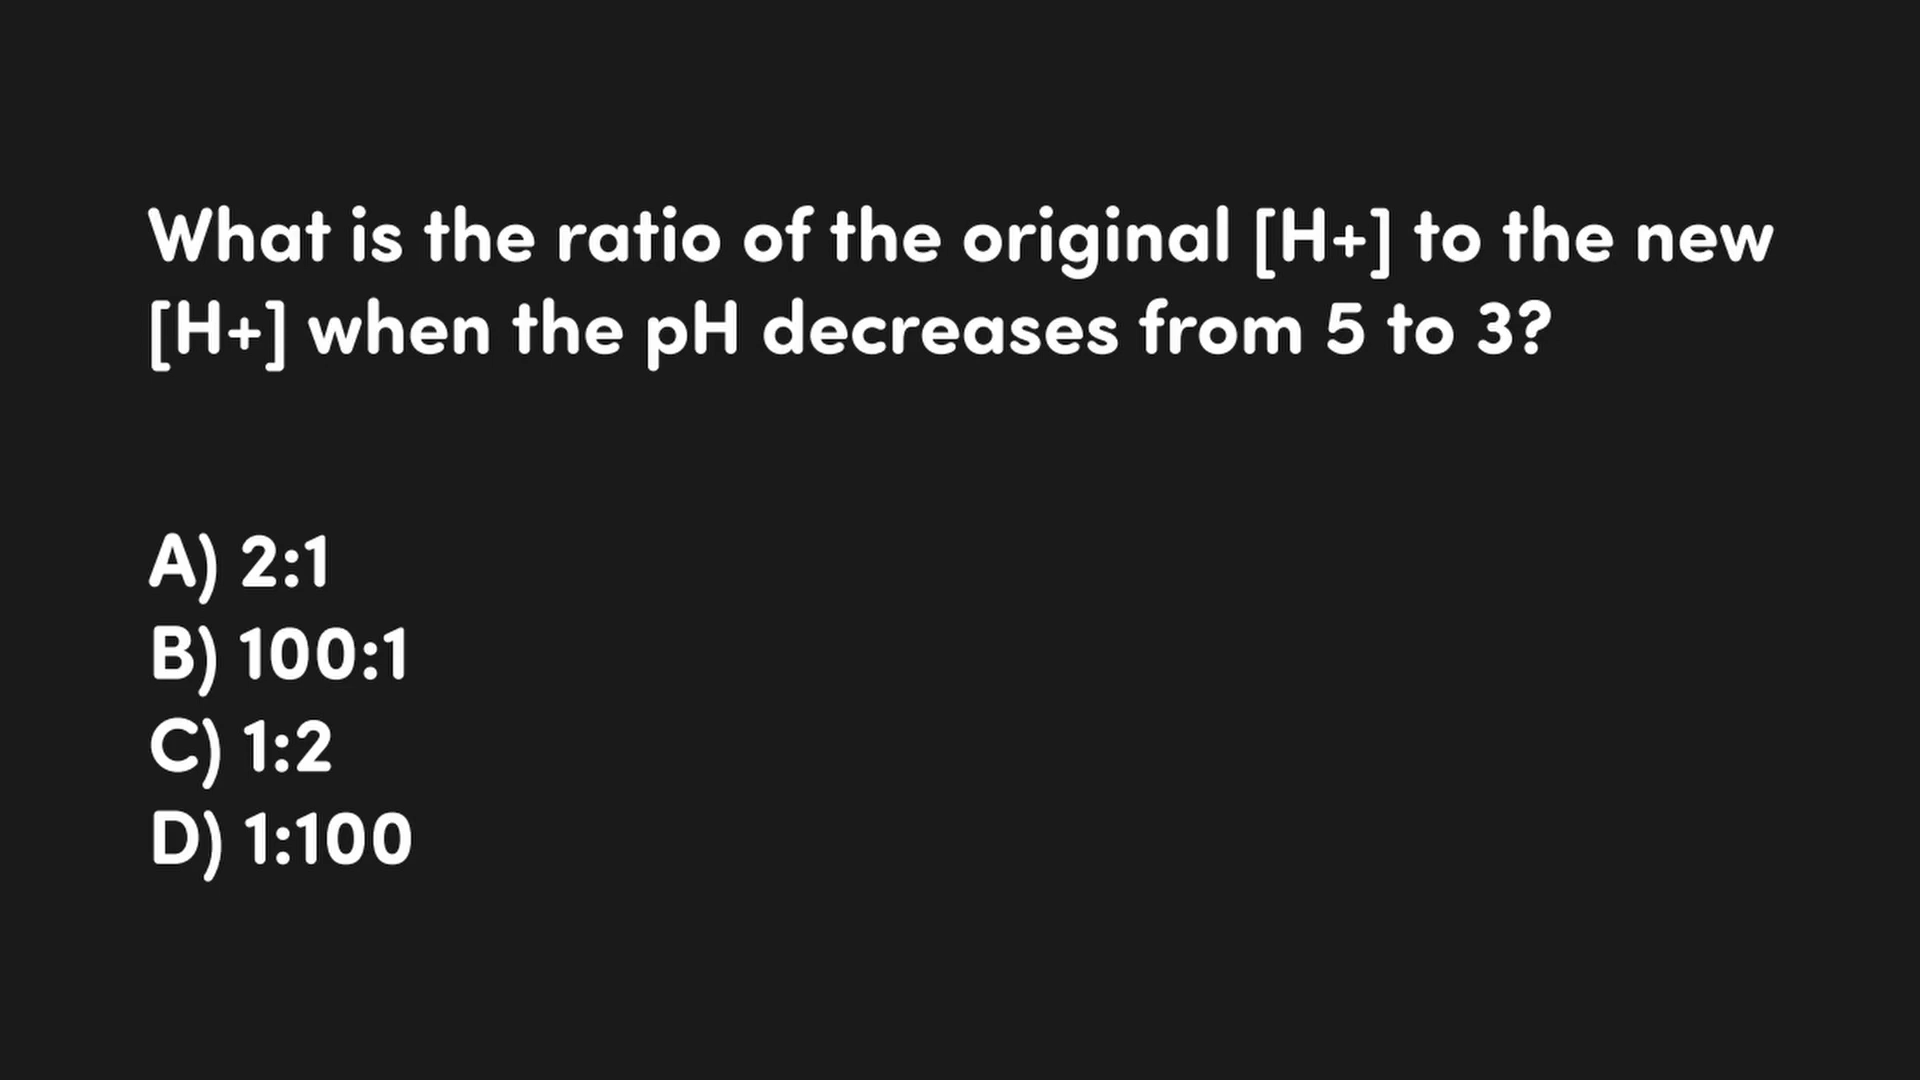 What is the ratio of the original [H+] to the new
[H+] when the pH decreases from 5 to 3?
A) 2:1
B) 100:1
C) 1:2
D) 1:100